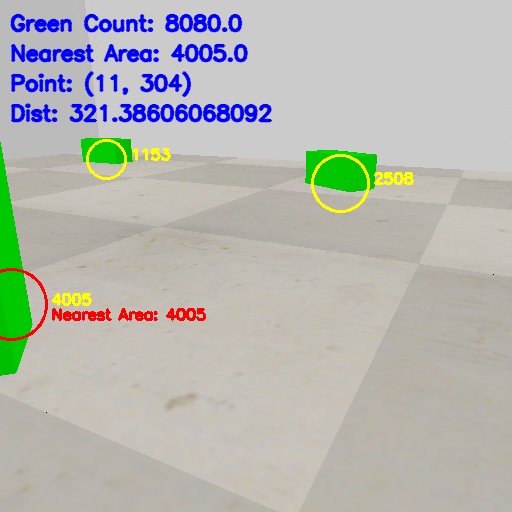 Green Count: 8080.0
Nearest Area: 4005.0
Point: (11, 304)
Dist: 321.38606068092
1153
2508
4005
Nearest Area: 4005